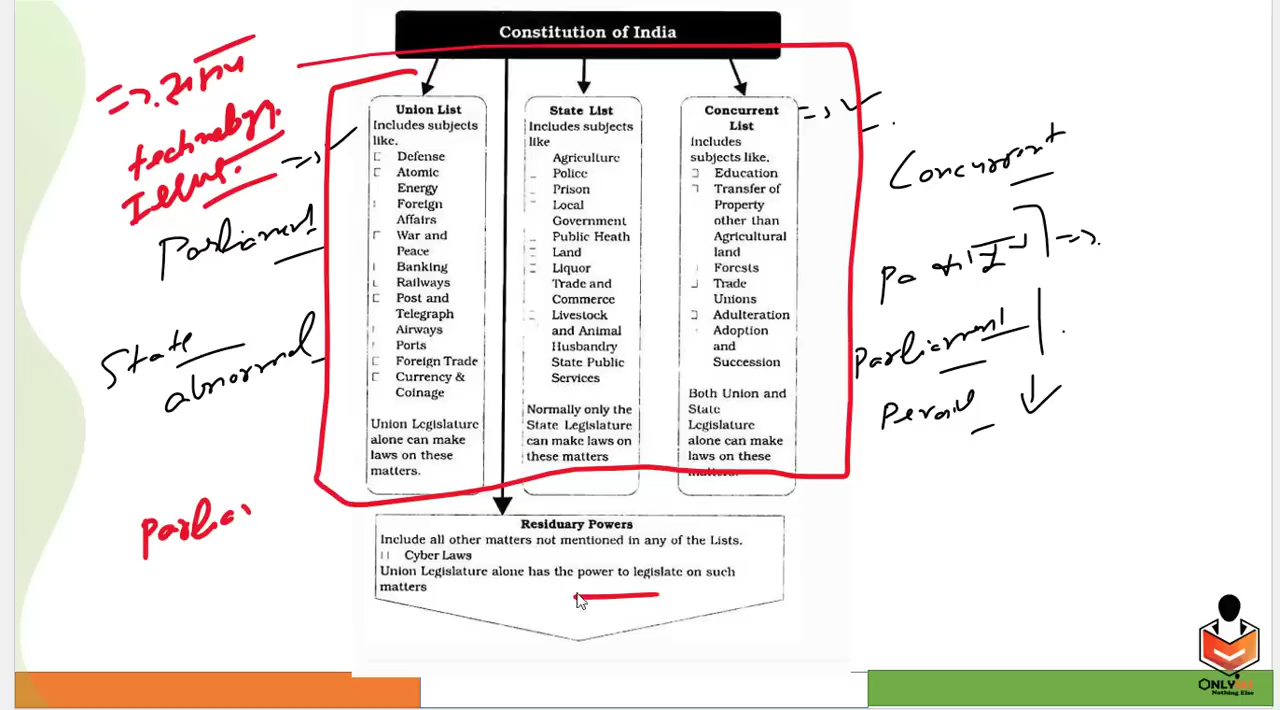 Constitution of India
Union List
Includes subjects
like.
Defense
Atomic
Energy
Foreign
Affairs
War and
Peace
Banking
Railways
Post and
Telegraph
Airways
Ports
Foreign Trade
Currency &
Coinage
Union Legislature
alone can make
laws on these
matters.
State List
Includes subjects
like
Agriculture
Police
Prison
Local
Government
Public Heath
Land
Liquor
Trade and
Commerce
Livestock
and Animal
Husbandry
State Public
Services
Normally only the
State Legislature
can make laws on
these matters
Concurrent
List
Includes
subjects like.
Education
Transfer of
Property
other than
Agricultural
land
Forests
Trade
Unions
Adulteration
Adoption
and
Succession
Both Union and
State
Legislature
alone can make
laws on these
matters.
Residuary Powers
Include all other matters not mentioned in any of the Lists.
Cyber Laws
Union Legislature alone has the power to legislate on such
matters
technology
Parliament
State
abnormal
Parlia
Concurrent
Parliament
ONLYIAS
Nothing Else